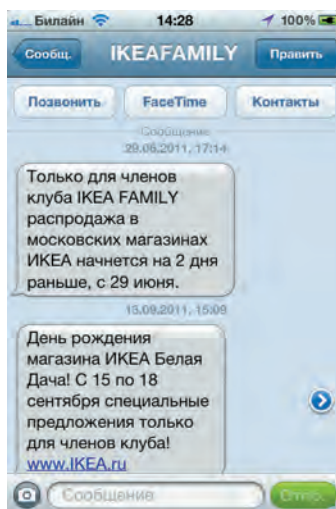 Билайн 14:28 100%
Сообщ. IKEAFAMILY Править
Позвонить FaceTime Контакты
Сообщение
29.06.2011, 17:14
Только для членов
клуба IKEA FAMILY
распродажа в
московских магазинах
ИКЕА начнется на 2 дня
раньше, с 29 июня.
13.09.2011, 15:09
День рождения
магазина ИКЕА Белая
Дача! С 15 по 18
сентября специальные
предложения только
для членов клуба!
www.IKEA.ru
Сообщение